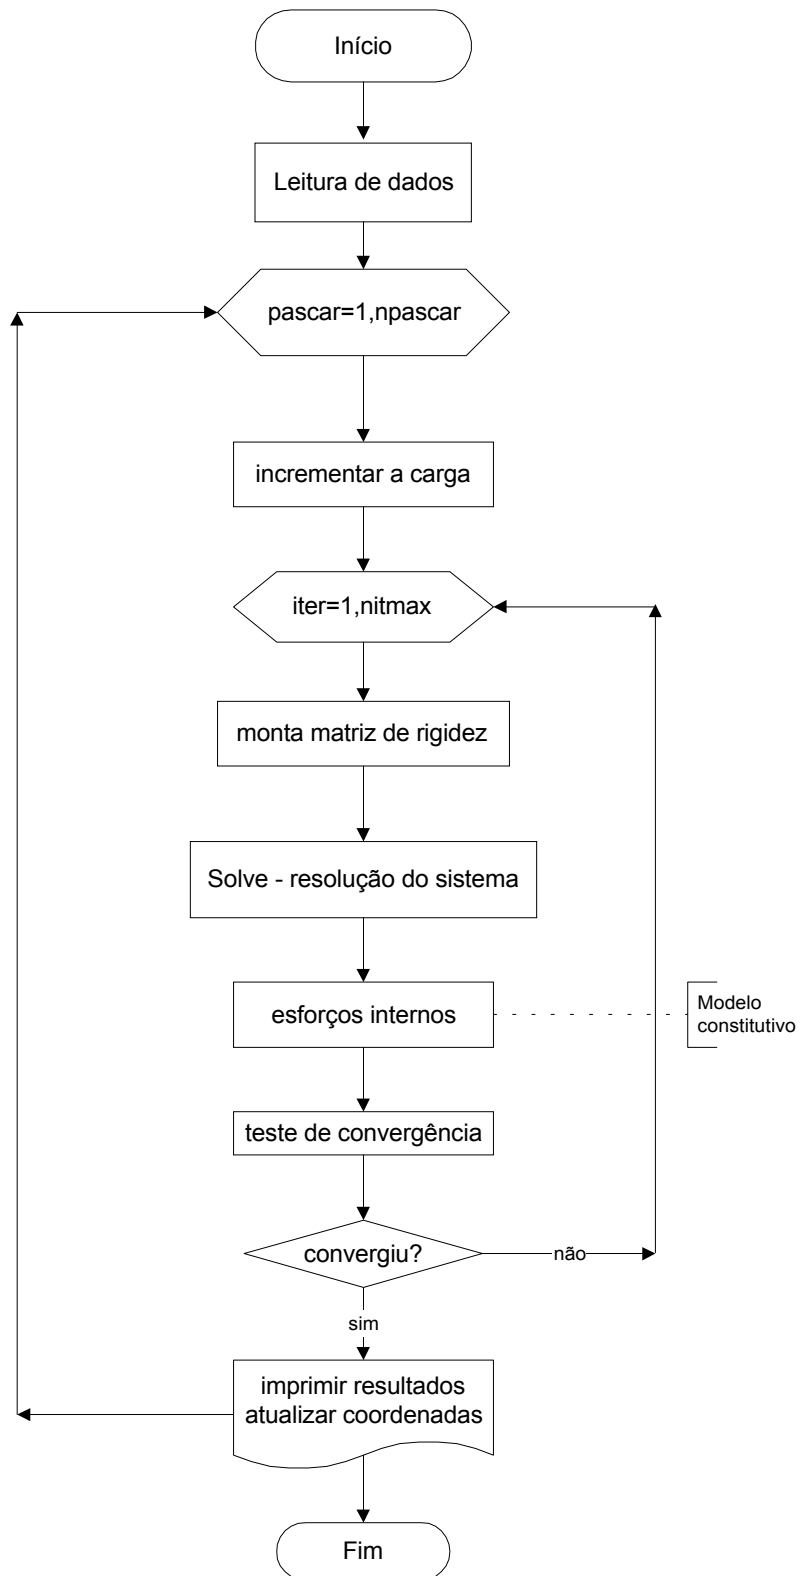 Início
Leitura de dados
pascar=1,npascar
incrementar a carga
iter=1,nitmax
monta matriz de rigidez
Solve - resolução do sistema
esforços internos
Modelo
constitutivo
teste de convergência
convergiu?
não
sim
imprimir resultados
atualizar coordenadas
Fim